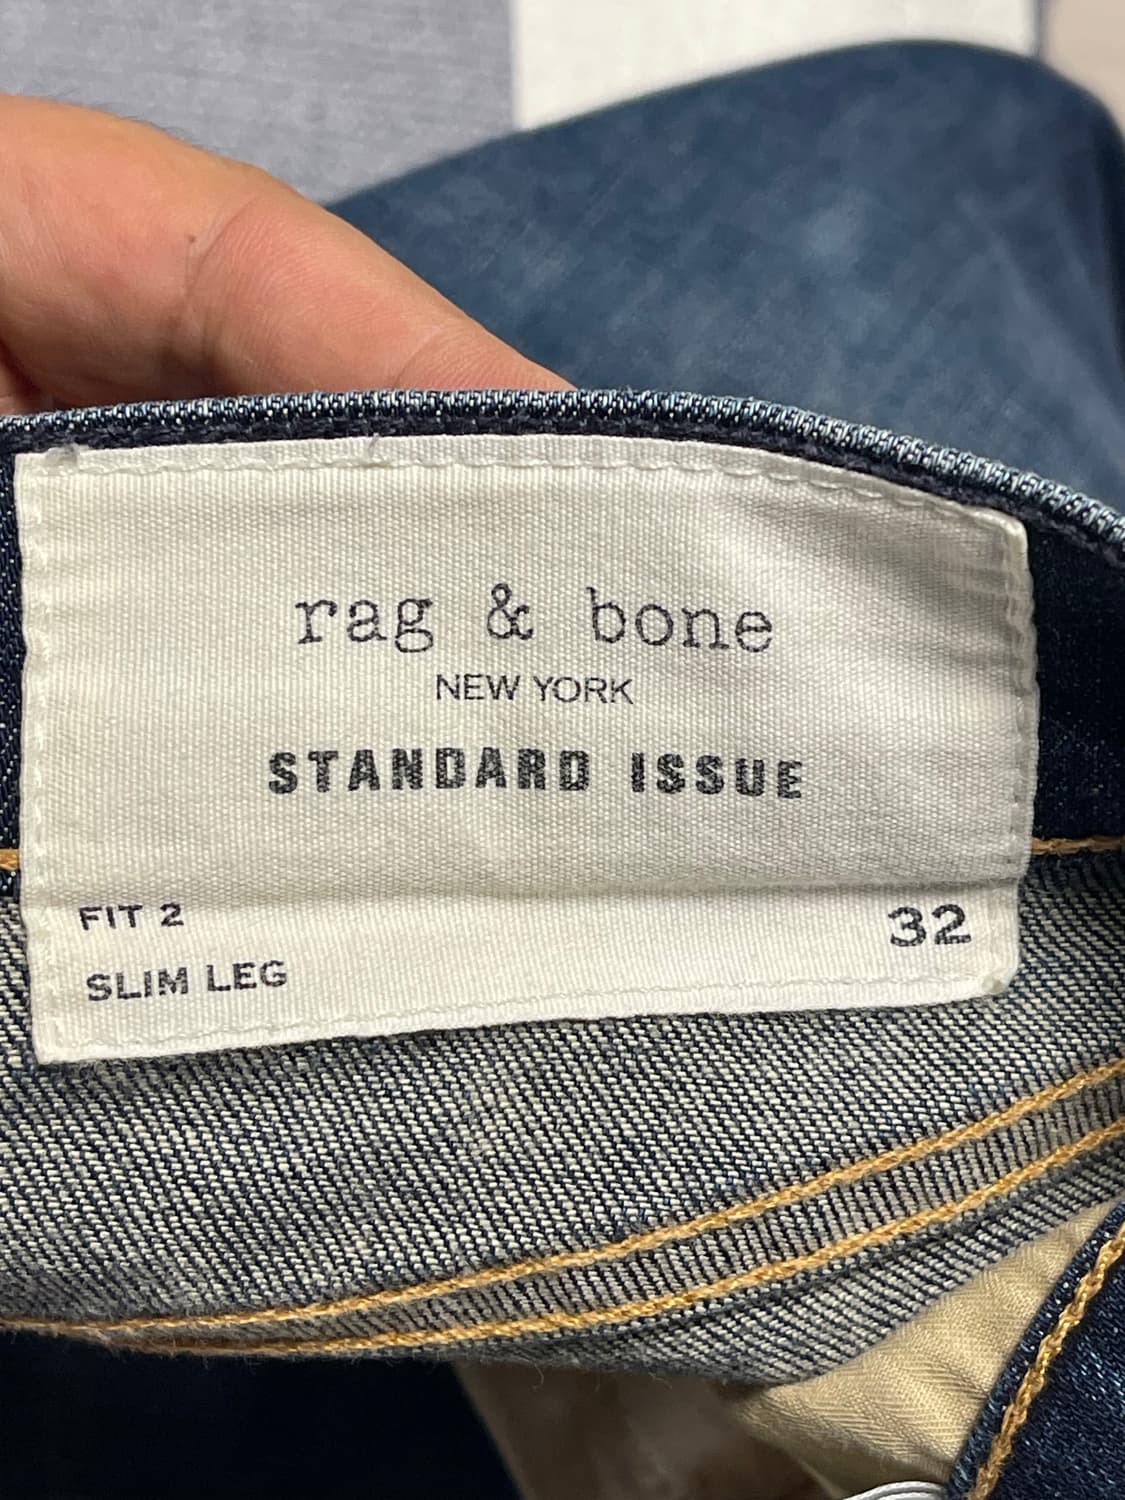 rag & bone
NEW YORK
STANDARD ISSUE
FIT 2
32
SLIM LEG